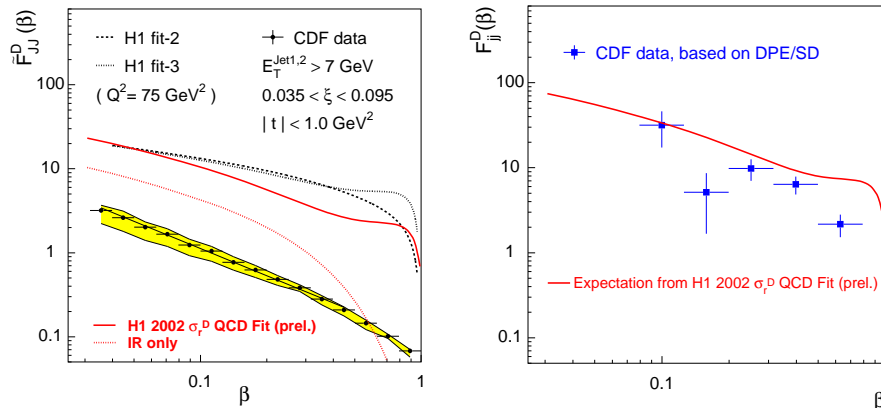 F̃ᴰJJ(β)
H1 fit-2
H1 fit-3
( Q²= 75 GeV² )
CDF data
E_T^Jet1,2 > 7 GeV
0.035 < ξ < 0.095
| t | < 1.0 GeV²
100
10
1
0.1
H1 2002 σ_r^D QCD Fit (prel.)
IR only
0.1
1
β
F_jj^D(β)
CDF data, based on DPE/SD
100
10
1
0.1
Expectation from H1 2002 σ_r^D QCD Fit (prel.)
0.1
β